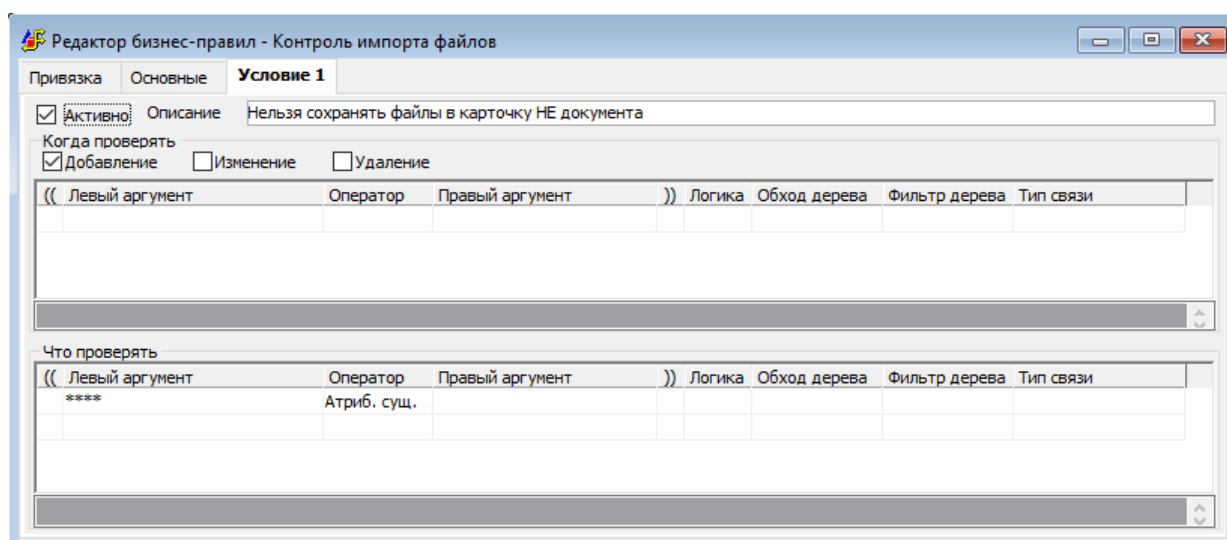 Редактор бизнес-правил - Контроль импорта файлов
Привязка Основные Условие 1
Активно Описание Нельзя сохранять файлы в карточку НЕ документа
Когда проверять
Добавление Изменение Удаление
(( Левый аргумент Оператор Правый аргумент )) Логика Обход дерева Фильтр дерева Тип связи
Что проверять
(( Левый аргумент Оператор Правый аргумент )) Логика Обход дерева Фильтр дерева Тип связи
**** Атриб. сущ.